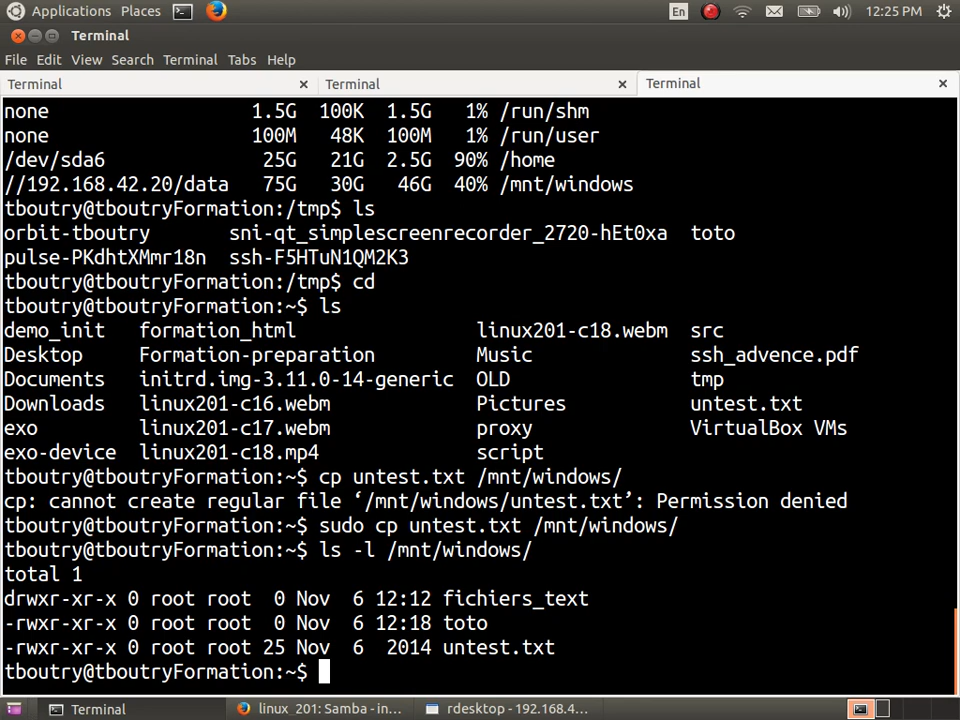 Applications Places En 12:25 PM
Terminal
File Edit View Search Terminal Tabs Help
Terminal Terminal Terminal
none 1.5G 100K 1.5G 1% /run/shm
none 100M 48K 100M 1% /run/user
/dev/sda6 25G 21G 2.5G 90% /home
//192.168.42.20/data 75G 30G 46G 40% /mnt/windows
tboutry@tboutryFormation:/tmp$ ls
orbit-tboutry sni-qt_simplescreenrecorder_2720-hEt0xa toto
pulse-PKdhtXMmr18n ssh-F5HTuN1QM2K3
tboutry@tboutryFormation:/tmp$ cd
tboutry@tboutryFormation:~$ ls
demo_init formation_html linux201-c18.webm src
Desktop Formation-preparation Music ssh_advence.pdf
Documents initrd.img-3.11.0-14-generic OLD tmp
Downloads linux201-c16.webm Pictures untest.txt
exo linux201-c17.webm proxy VirtualBox VMs
exo-device linux201-c18.mp4 script
tboutry@tboutryFormation:~$ cp untest.txt /mnt/windows/
cp: cannot create regular file ‘/mnt/windows/untest.txt’: Permission denied
tboutry@tboutryFormation:~$ sudo cp untest.txt /mnt/windows/
tboutry@tboutryFormation:~$ ls -l /mnt/windows/
total 1
drwxr-xr-x 0 root root 0 Nov 6 12:12 fichiers_text
-rwxr-xr-x 0 root root 0 Nov 6 12:18 toto
-rwxr-xr-x 0 root root 25 Nov 6 2014 untest.txt
tboutry@tboutryFormation:~$
Terminal linux_201: Samba - in... rdesktop - 192.168.4...